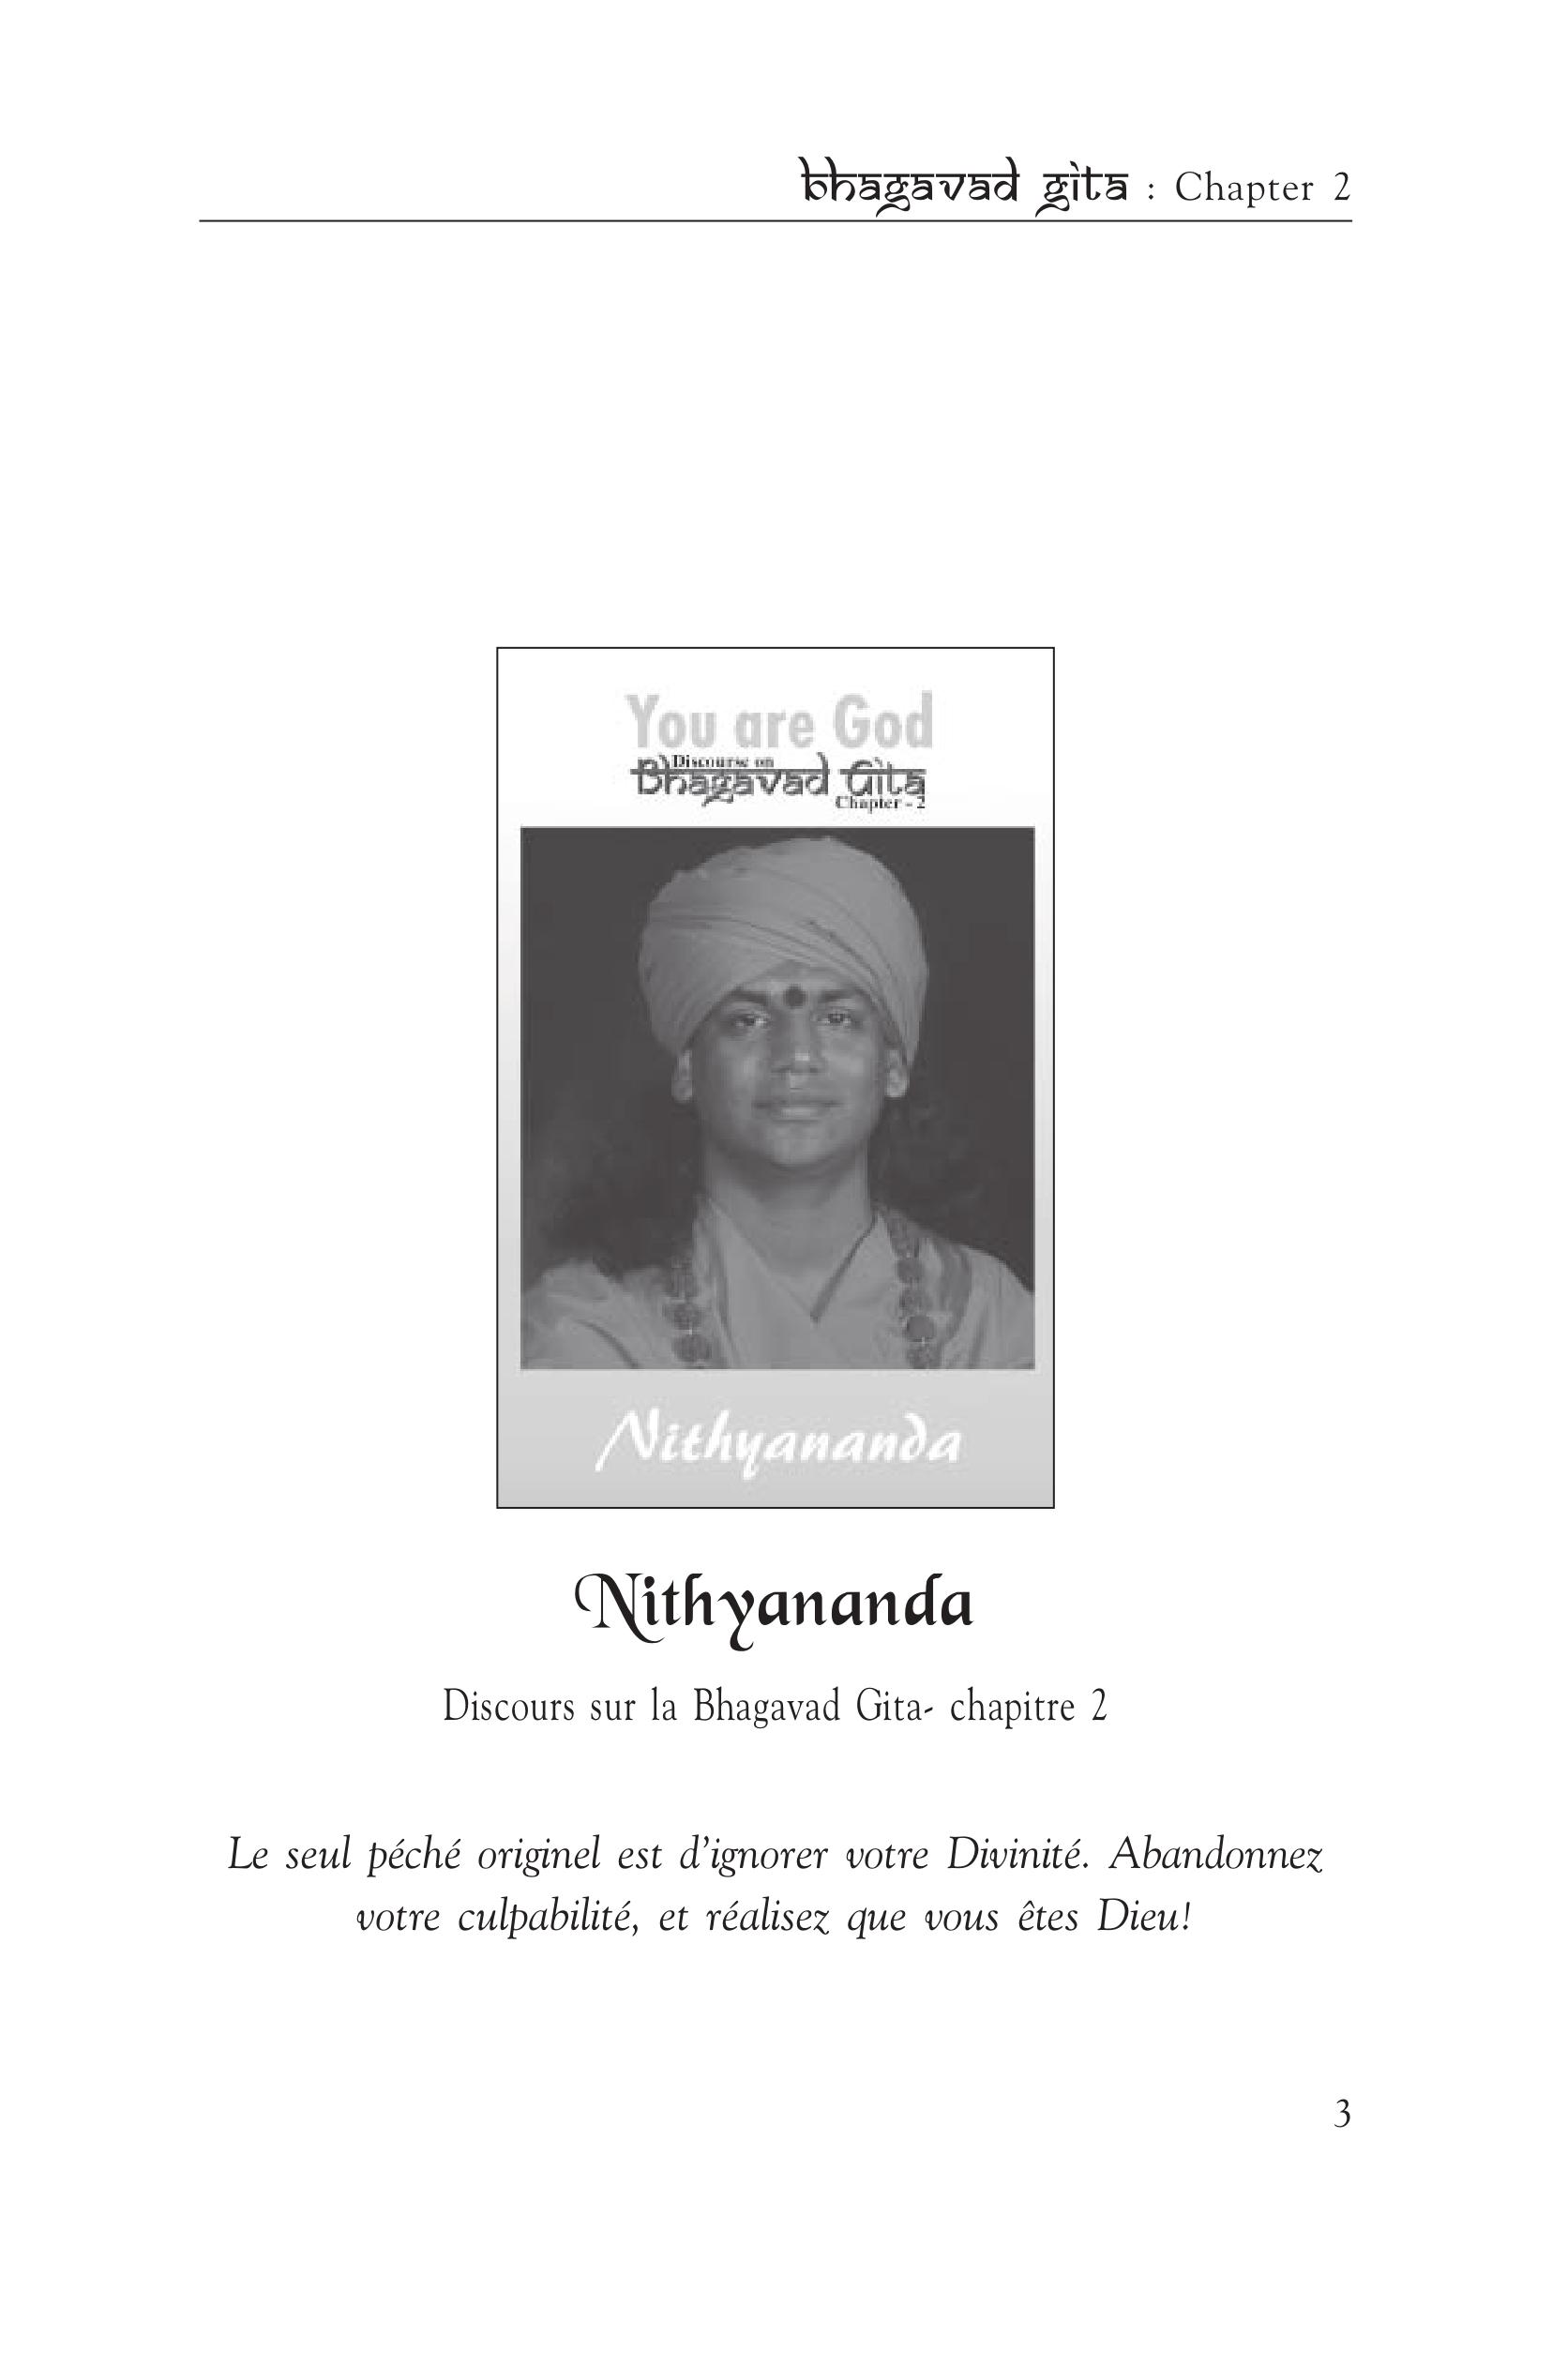 bhagavad gita : Chapter 2
You are God
Discourse on
Bhagavad Gita
Chapter - 2
Nithyananda
Nithyananda
Discours sur la Bhagavad Gita- chapitre 2
Le seul péché originel est d'ignorer votre Divinité. Abandonnez
votre culpabilité, et réalisez que vous êtes Dieu!
3